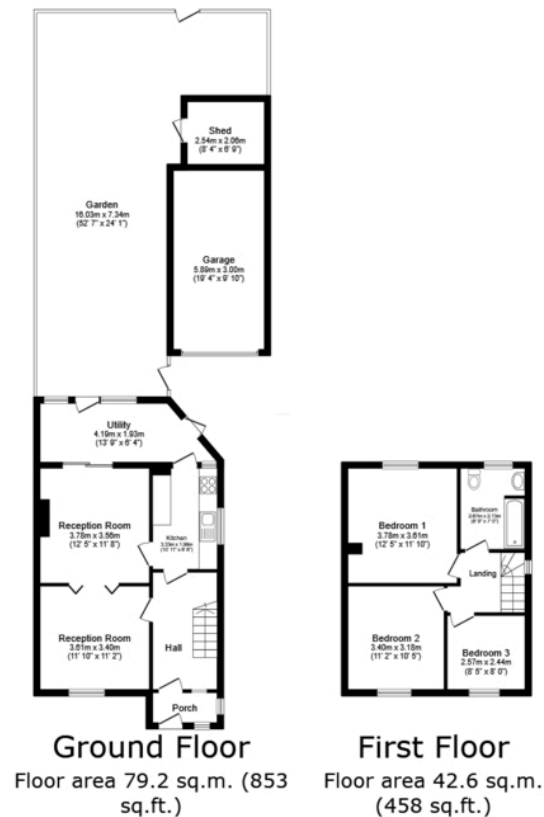 Shed
2.54m x 2.06m
(8' 4" x 6' 9")
Garden
16.03m x 7.34m
(52' 7" x 24' 1")
Garage
5.89m x 3.00m
(19' 4" x 9' 10")
Utility
4.19m x 1.93m
(13' 9" x 6' 4")
Reception Room
3.78m x 3.56m
(12' 5" x 11' 8")
Kitchen
Reception Room
3.61m x 3.40m
(11' 10" x 11' 2")
Hall
Porch
Ground Floor
Floor area 79.2 sq.m. (853
sq.ft.)
Bedroom 1
3.78m x 3.61m
(12' 5" x 11' 10")
Bathroom
Landing
Bedroom 2
3.40m x 3.18m
(11' 2" x 10' 5")
Bedroom 3
2.57m x 2.44m
(8' 5" x 8' 0")
First Floor
Floor area 42.6 sq.m.
(458 sq.ft.)